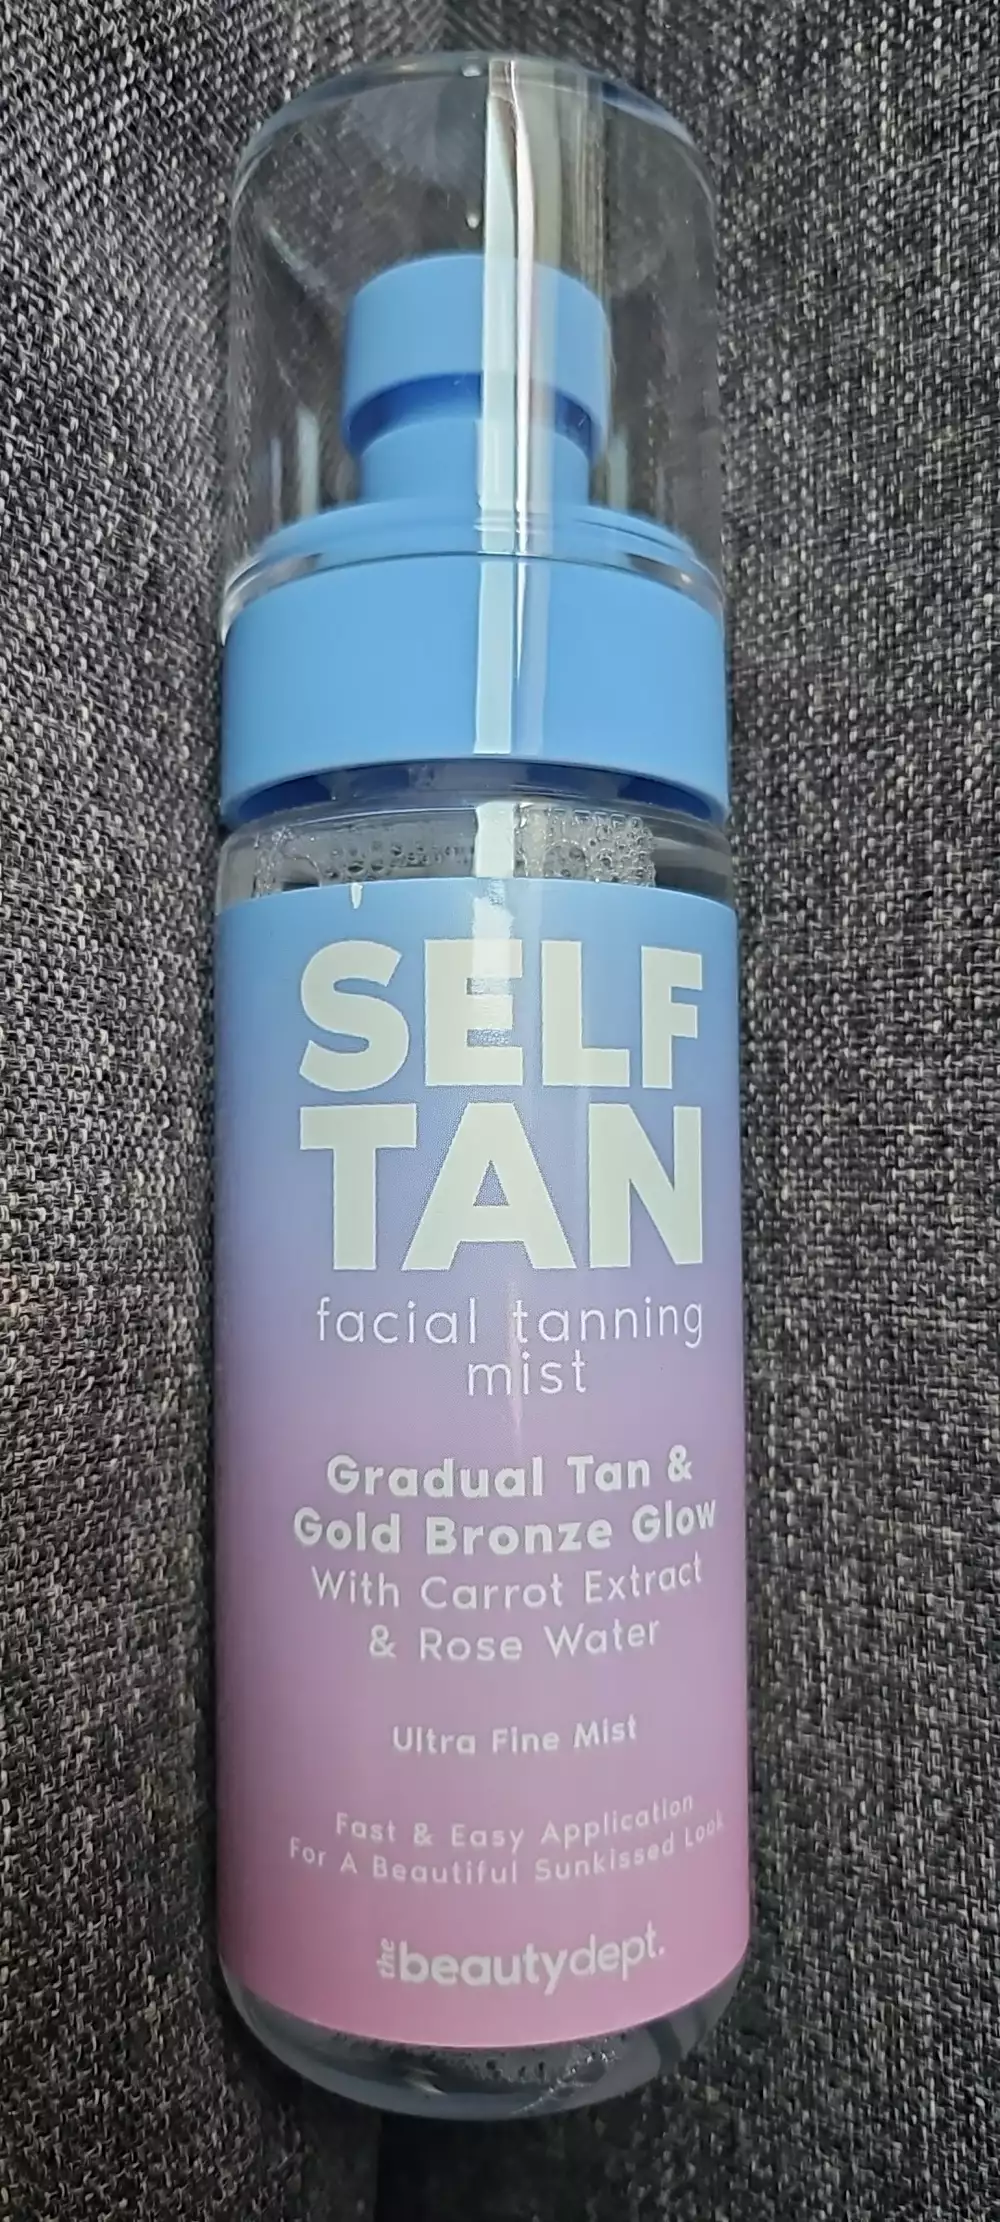 SELF
TAN
facial tanning
mist
Gradual Tan &
Gold Bronze Glow
With Carrot Extract
& Rose Water
Ultra Fine Mist
Fast & Easy Application
For A Beautiful Sunkissed Look
the beautydept.